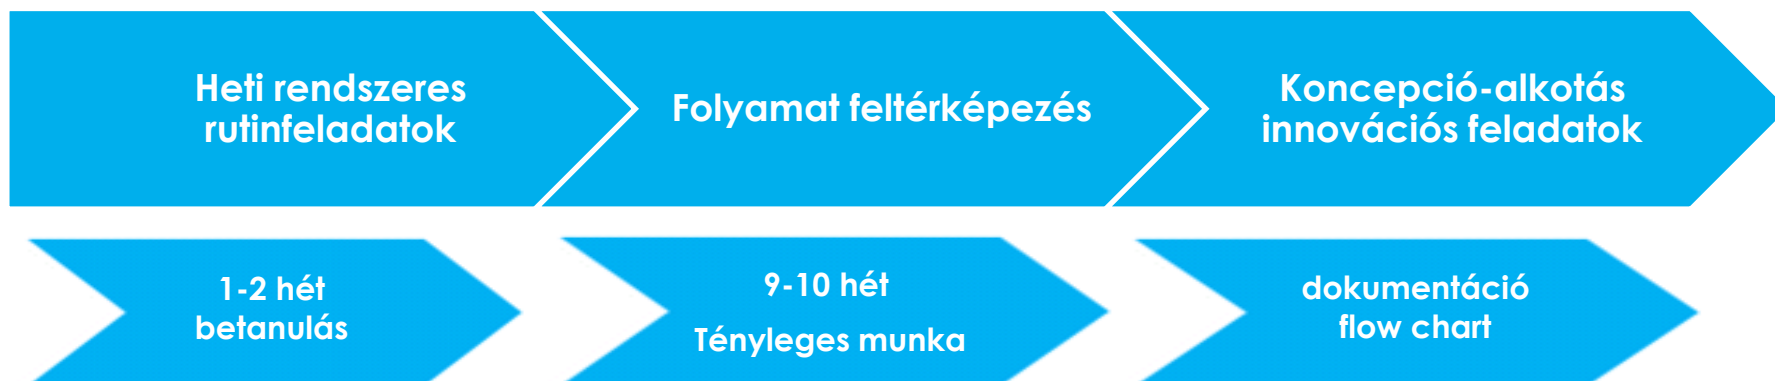 Heti rendszeres
rutinfeladatok
Folyamat feltérképezés
Koncepció-alkotás
innovációs feladatok
1-2 hét
betanulás
9-10 hét
Tényleges munka
dokumentáció
flow chart